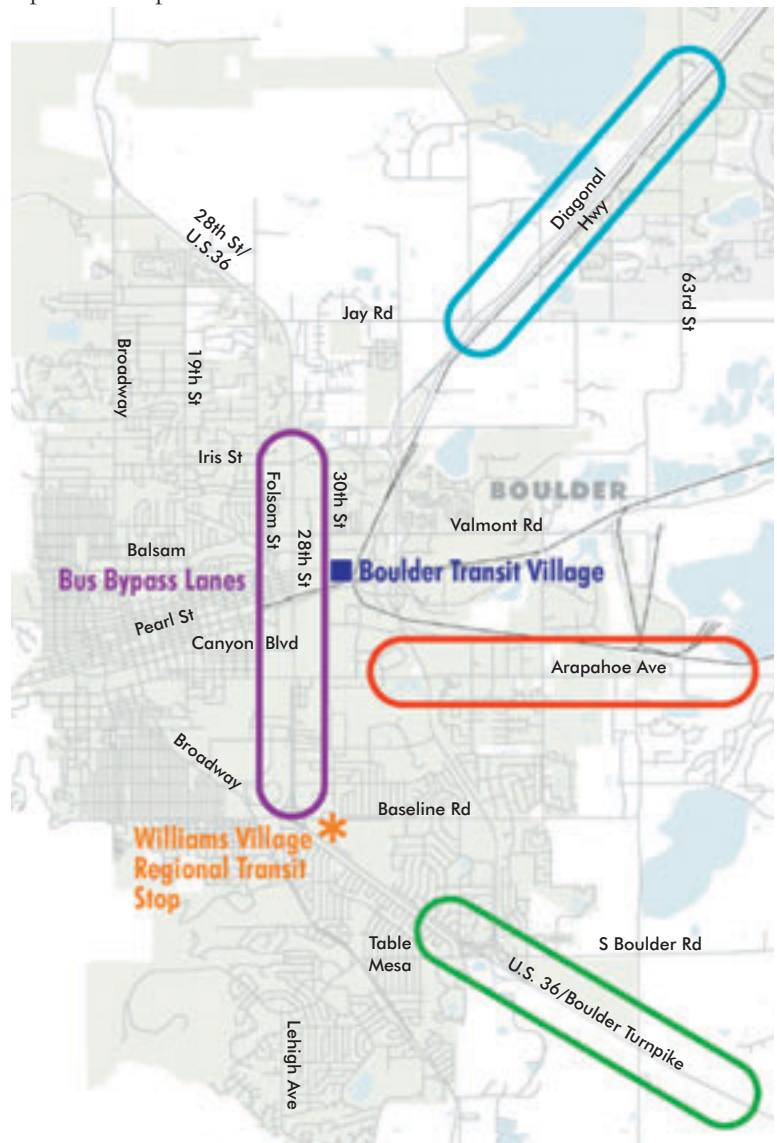 Diagonal
Hwy
28th St/
U.S.36
63rd St
Jay Rd
Broadway
19th St
Iris St
Folsom St
30th St
28th St
BOULDER
Valmont Rd
Balsam
Bus Bypass Lanes
Boulder Transit Village
Pearl St
Canyon Blvd
Arapahoe Ave
Broadway
Baseline Rd
Williams Village
Regional Transit
Stop
*
Table
Mesa
S Boulder Rd
U.S. 36/Boulder Turnpike
Lehigh Ave